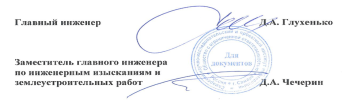 Главный инженер Д.А. Глухенько
Для
документов
Заместитель главного инженера
по инженерным изысканиям и
землеустроительных работ Д.А. Чечерин